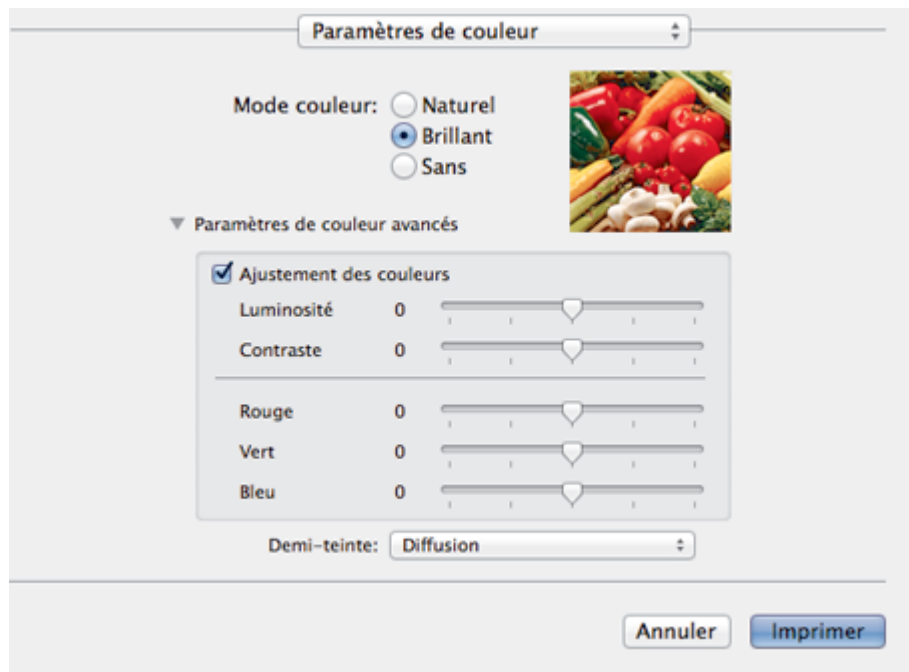 Paramètres de couleur
Mode couleur: Naturel
Brillant
Sans
Paramètres de couleur avancés
Ajustement des couleurs
Luminosité 0
Contraste 0
Rouge 0
Vert 0
Bleu 0
Demi-teinte: Diffusion
Annuler Imprimer